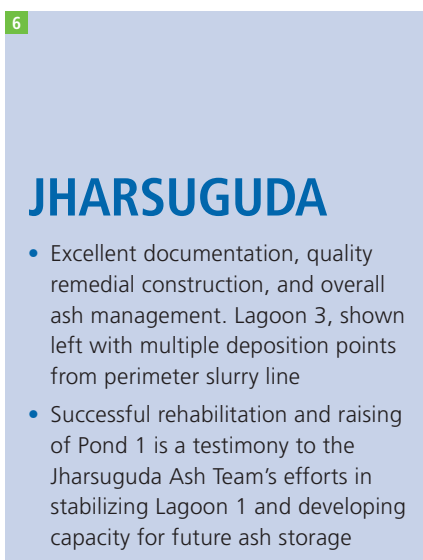 6
JHARSUGUDA
• Excellent documentation, quality
remedial construction, and overall
ash management. Lagoon 3, shown
left with multiple deposition points
from perimeter slurry line
• Successful rehabilitation and raising
of Pond 1 is a testimony to the
Jharsuguda Ash Team’s efforts in
stabilizing Lagoon 1 and developing
capacity for future ash storage